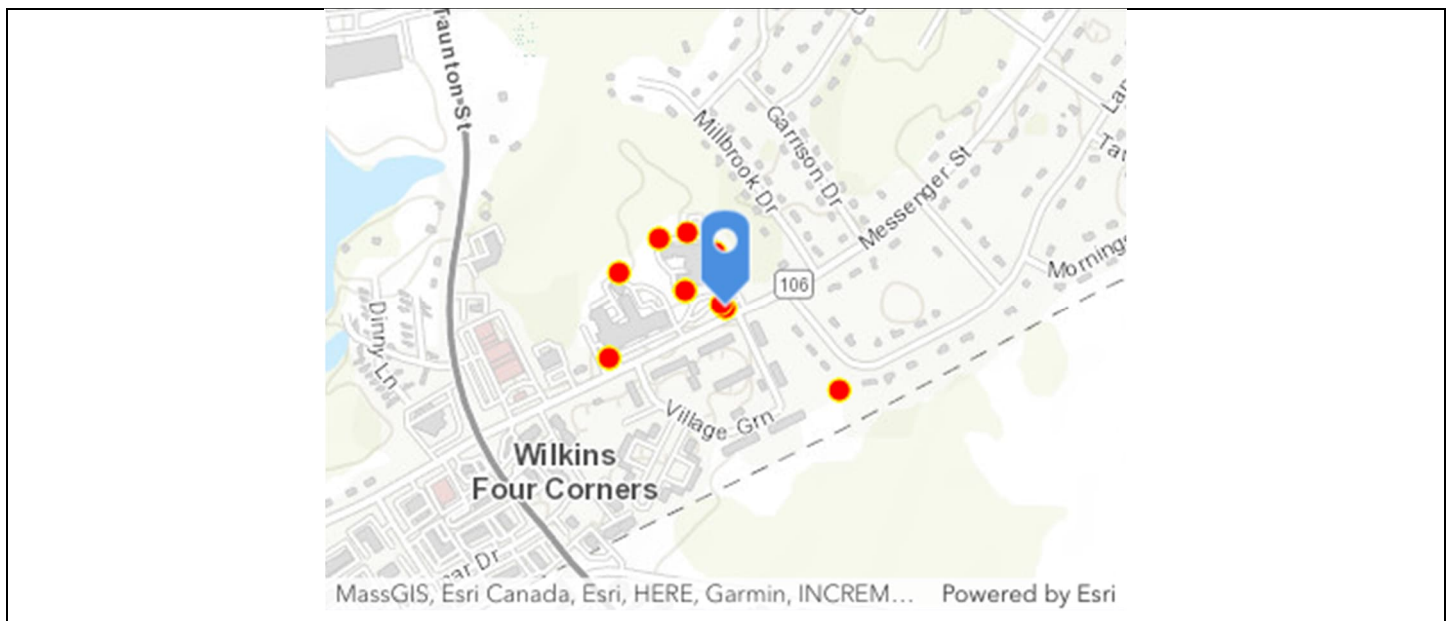 Taunton St
Millbrook Dr
Garrison Dr
Messenger St
106
Dinny Ln
Village Grn
Wilkins
Four Corners
MassGIS, Esri Canada, Esri, HERE, Garmin, INCREM... Powered by Esri